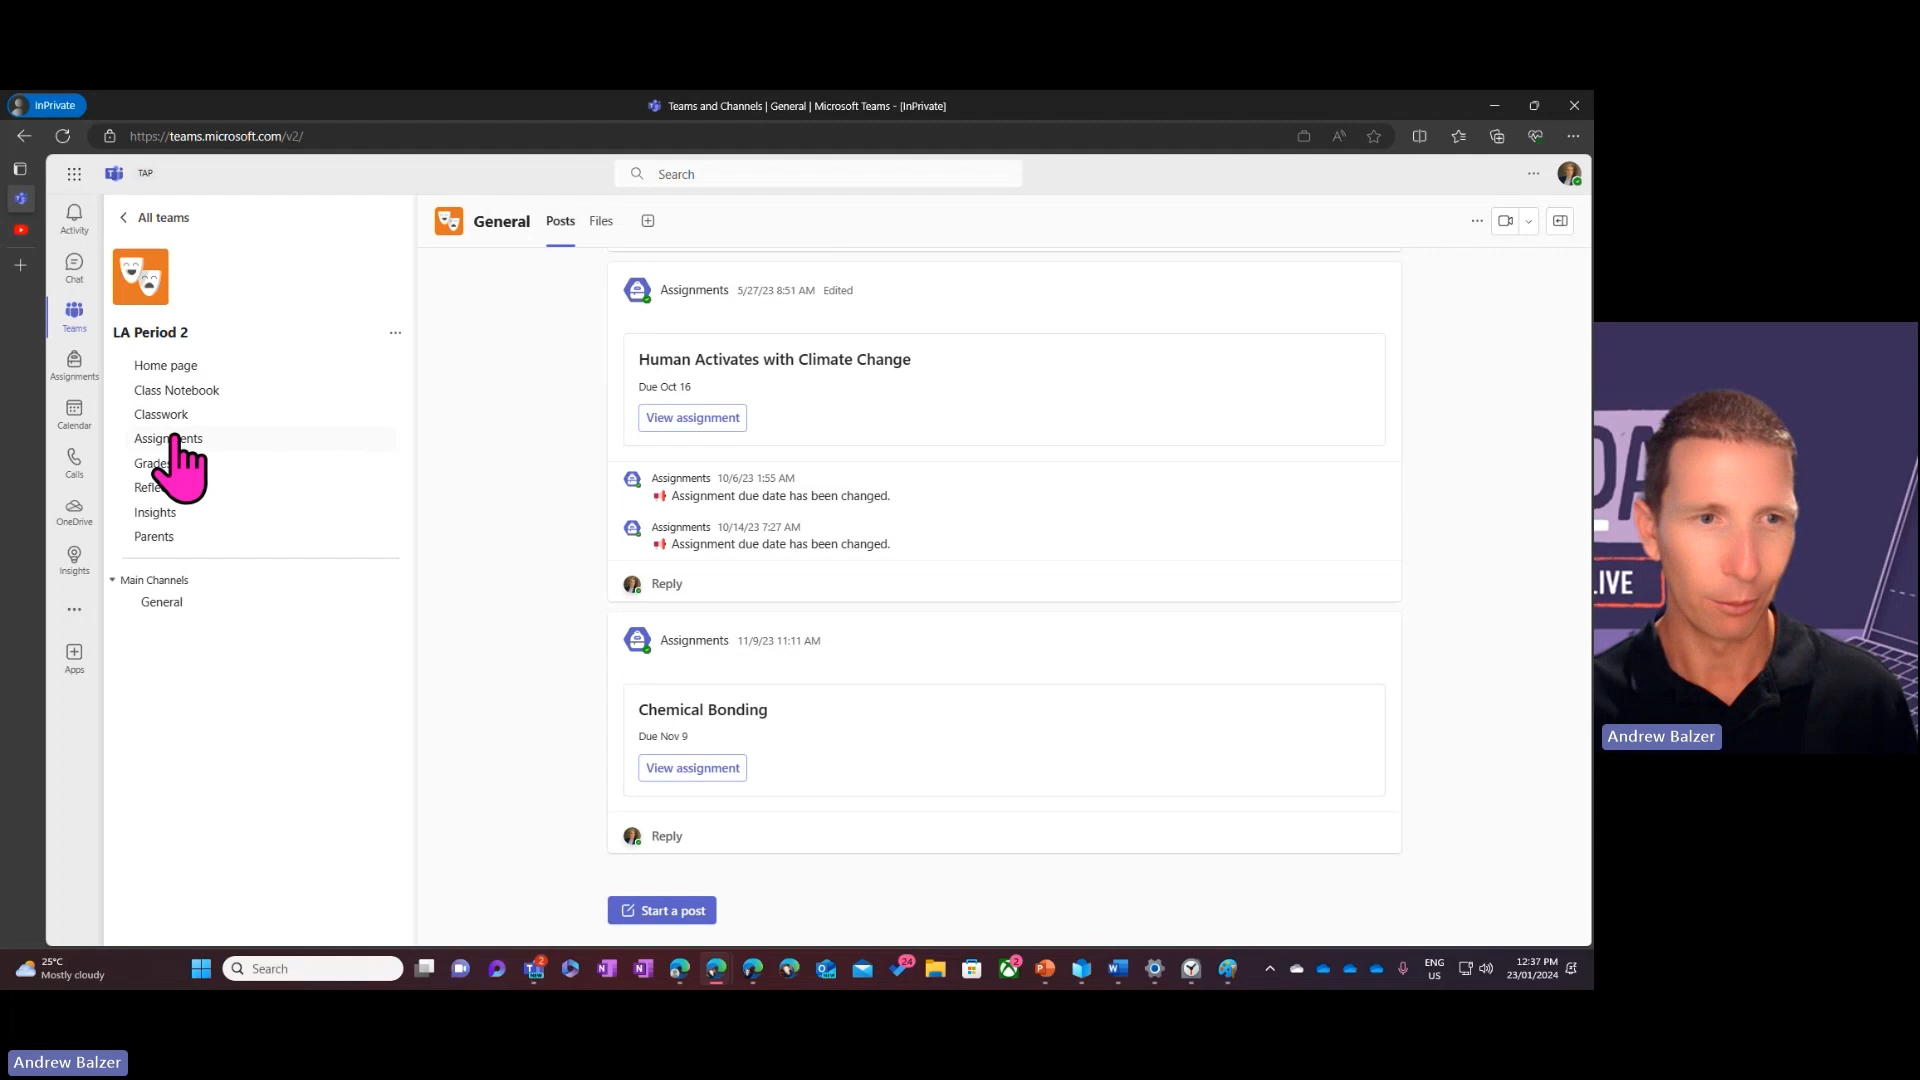 InPrivate
Teams and Channels | General | Microsoft Teams - [InPrivate]
https://teams.microsoft.com/v2/
TAP
Search
Activity
Chat
Teams
Assignments
Calendar
Calls
OneDrive
Insights
Apps
All teams
LA Period 2
Home page
Class Notebook
Classwork
Assignments
Grades
Insights
Parents
Main Channels
General
General
Posts
Files
Assignments 5/27/23 8:51 AM Edited
Human Activates with Climate Change
Due Oct 16
View assignment
Assignments 10/6/23 1:55 AM
Assignment due date has been changed.
Assignments 10/14/23 7:27 AM
Assignment due date has been changed.
Reply
Assignments 11/9/23 11:11 AM
Chemical Bonding
Due Nov 9
View assignment
Reply
Start a post
LIVE
Andrew Balzer
25°C
Mostly cloudy
Search
2
24
2
ENG
US
12:37 PM
23/01/2024
Andrew Balzer